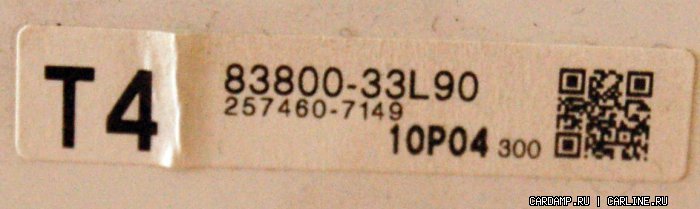 T4
83800-33L90
257460-7149
10P04 300
CARDAMP.RU | CARLINE.RU